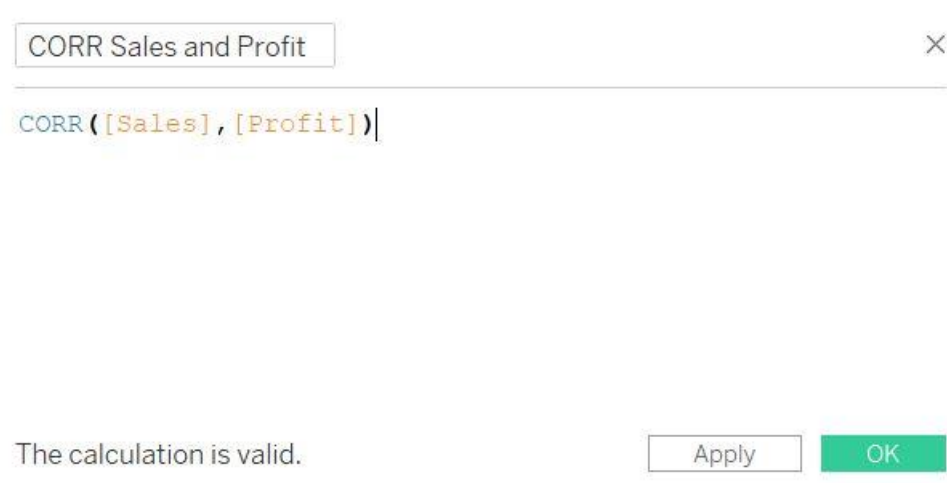 CORR Sales and Profit
CORR([Sales],[Profit])
The calculation is valid.
Apply
OK